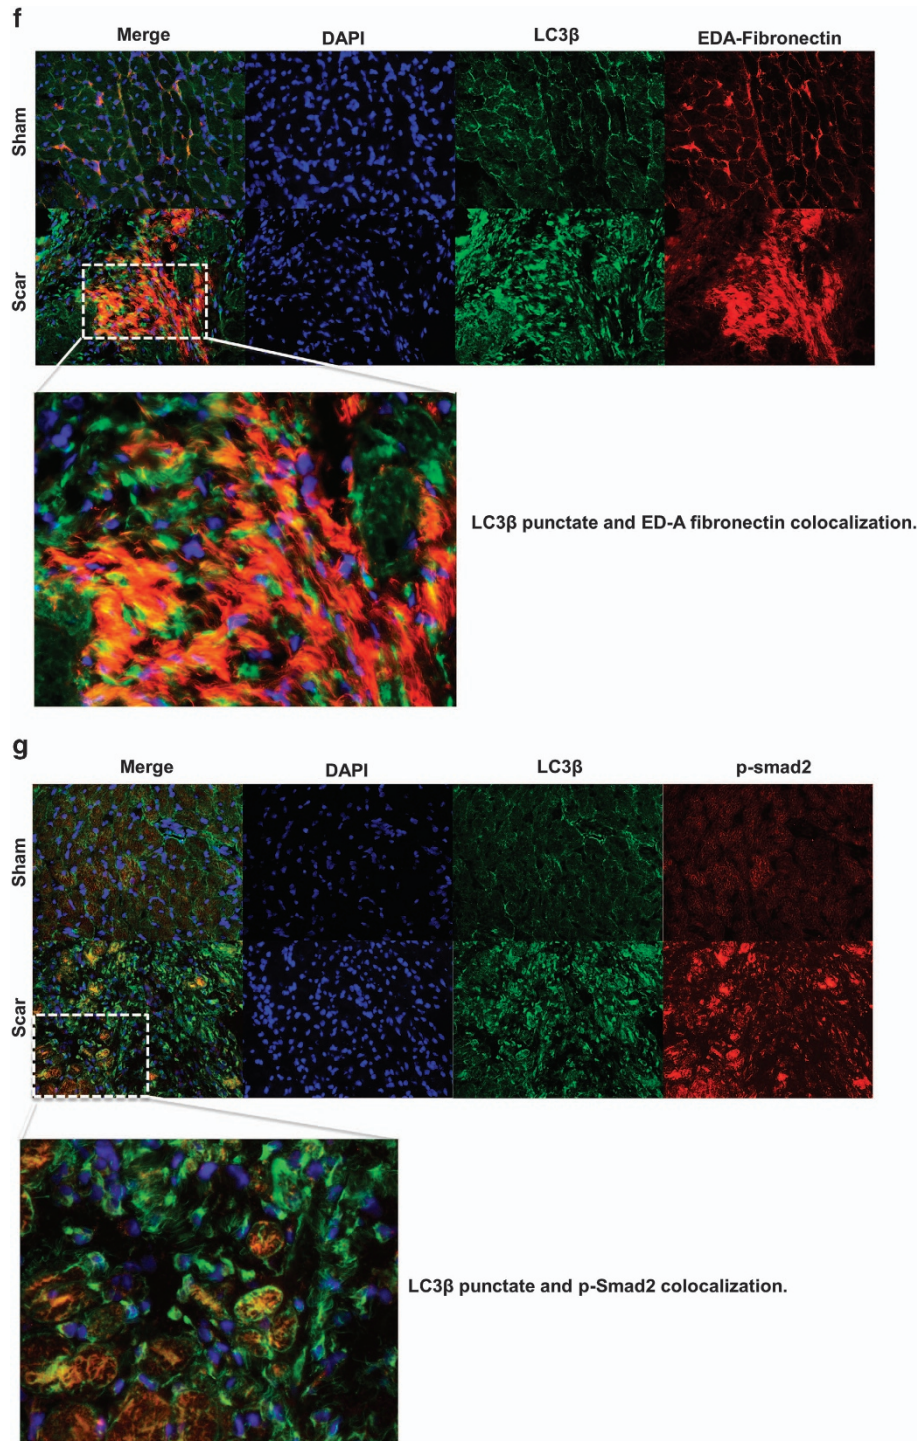 f
Merge DAPI LC3β EDA-Fibronectin
Sham
Scar
LC3β punctate and ED-A fibronectin colocalization.
g
Merge DAPI LC3β p-smad2
Sham
Scar
LC3β punctate and p-Smad2 colocalization.